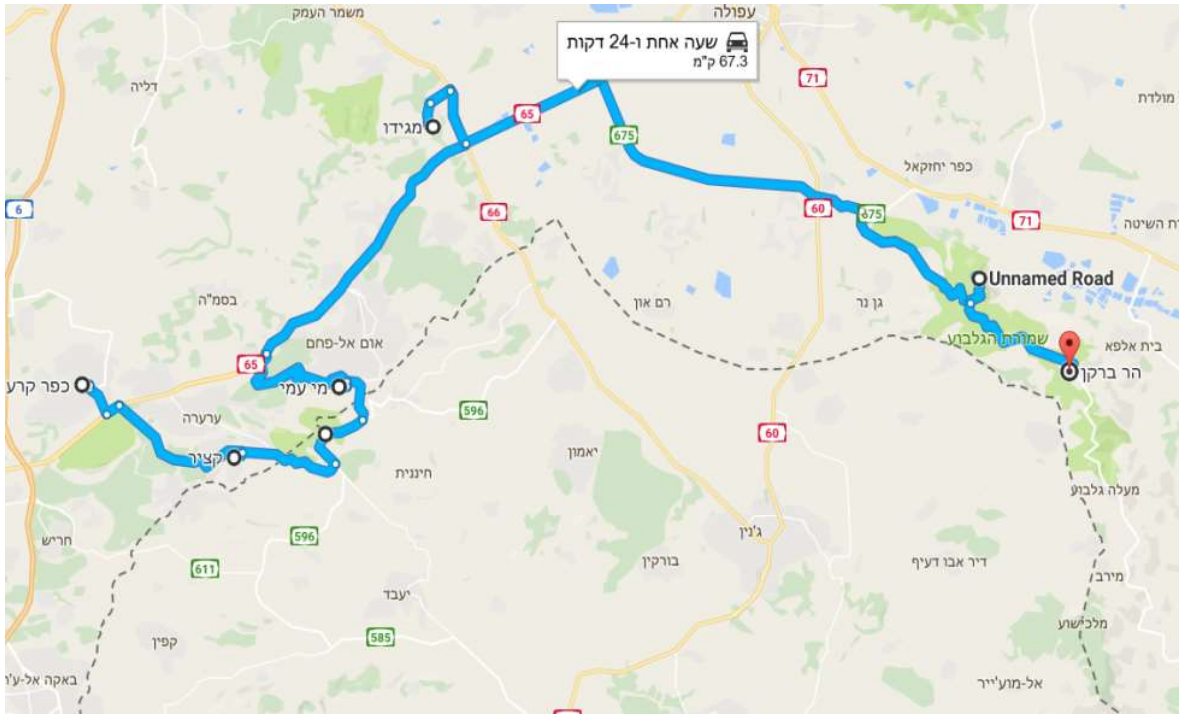 משמר העמק
עפולה
שעה אחת ו-24 דקות
67.3 ק"מ
71
דליה
מולדת
65
מגידו
675
כפר יחזקאל
6
66
60
675
71
ית השיטה
Unnamed Road
בסמ"ה
רם און
גן נר
אום אל-פחם
שמורת הגלבוע
בית אלפא
65
כפר קרע
מי עמי
הר ברקן
ערערה
596
60
קציר
יאמון
חיננית
מעלה גלבוע
ג'נין
חריש
596
בורקין
דיר אבו דעיף
611
מירב
יעבד
מלכישוע
קפין
585
באקה אל-ע'ר
אל-מוע'ייר